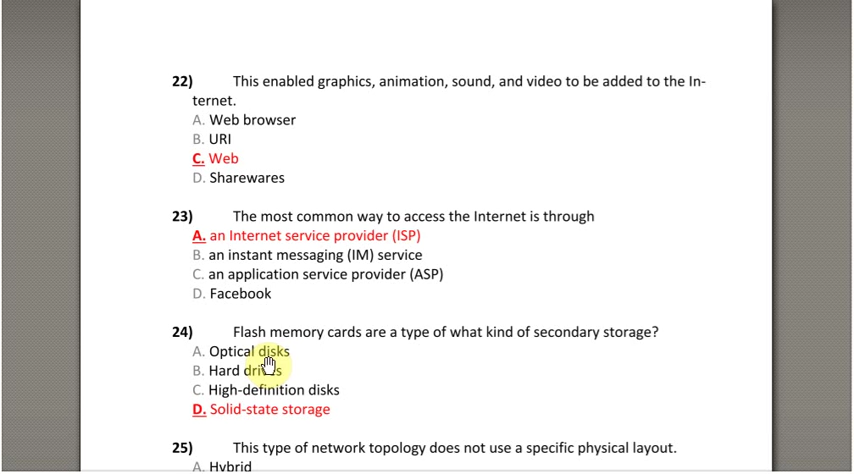 22) This enabled graphics, animation, sound, and video to be added to the In-
ternet.
A. Web browser
B. URI
C. Web
D. Sharewares
23) The most common way to access the Internet is through
A. an Internet service provider (ISP)
B. an instant messaging (IM) service
C. an application service provider (ASP)
D. Facebook
24) Flash memory cards are a type of what kind of secondary storage?
A. Optical disks
B. Hard drives
C. High-definition disks
D. Solid-state storage
25) This type of network topology does not use a specific physical layout.
A. Hybrid